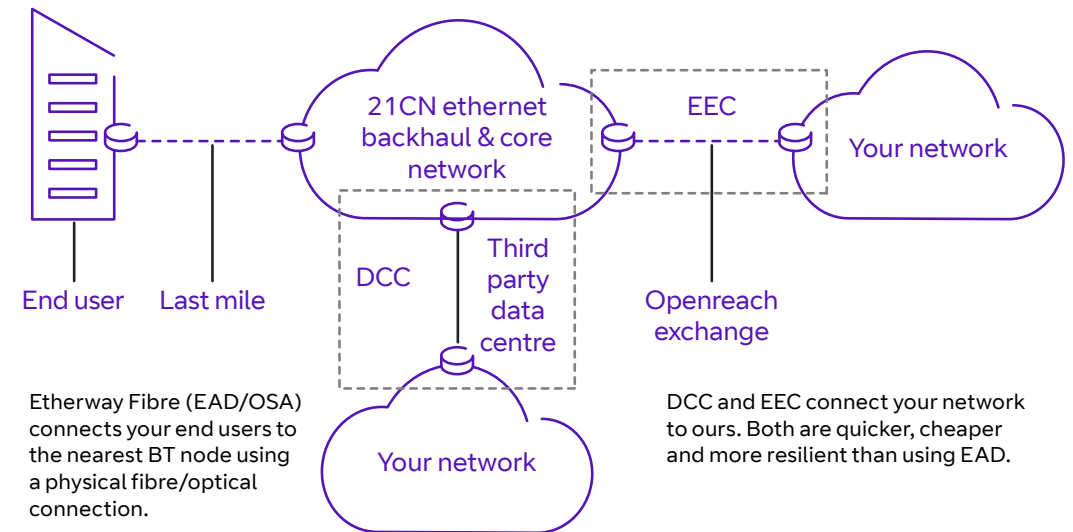 21CN ethernet
backhaul & core
network
EEC
Your network
DCC
Third
party
data
centre
End user
Last mile
Openreach
exchange
Your network
Etherway Fibre (EAD/OSA)
connects your end users to
the nearest BT node using
a physical fibre/optical
connection.
DCC and EEC connect your network
to ours. Both are quicker, cheaper
and more resilient than using EAD.